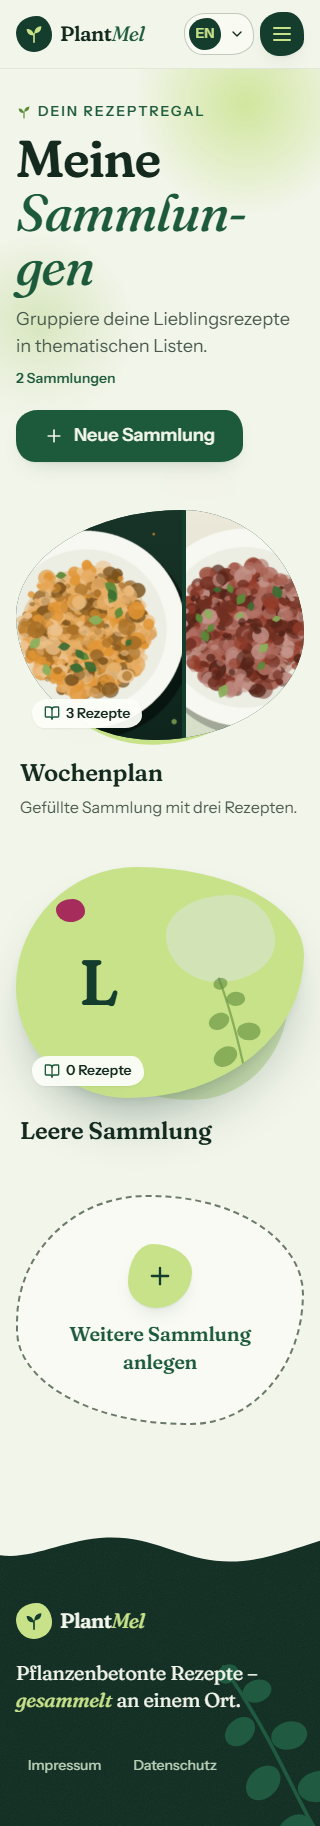 PlantMel
EN
DEIN REZEPTREGAL
Meine
Sammlun-
gen
Gruppiere deine Lieblingsrezepte
in thematischen Listen.
2 Sammlungen
Neue Sammlung
3 Rezepte
Wochenplan
Gefüllte Sammlung mit drei Rezepten.
L
0 Rezepte
Leere Sammlung
Weitere Sammlung
anlegen
PlantMel
Pflanzenbetonte Rezepte –
gesammelt an einem Ort.
Impressum Datenschutz